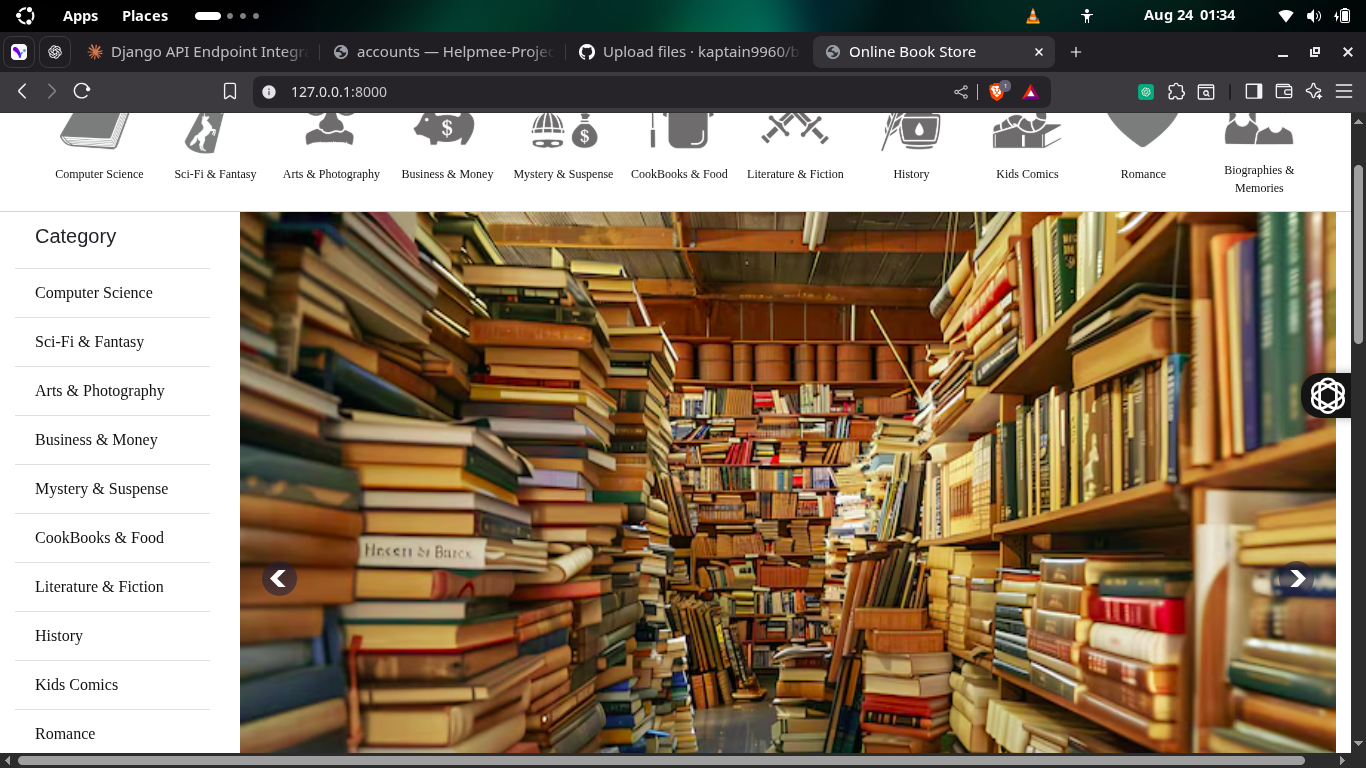 Apps Places Aug 24 01:34
Django API Endpoint Integr accounts — Helpmee-Projec Upload files · kaptain9960/b Online Book Store
127.0.0.1:8000 1
$ $
Computer Science Sci-Fi & Fantasy Arts & Photography Business & Money Mystery & Suspense CookBooks & Food Literature & Fiction History Kids Comics Romance Biographies &
Memories
Category
Computer Science
Sci-Fi & Fantasy
Arts & Photography
Business & Money
Mystery & Suspense
CookBooks & Food
Literature & Fiction
History
Kids Comics
Romance